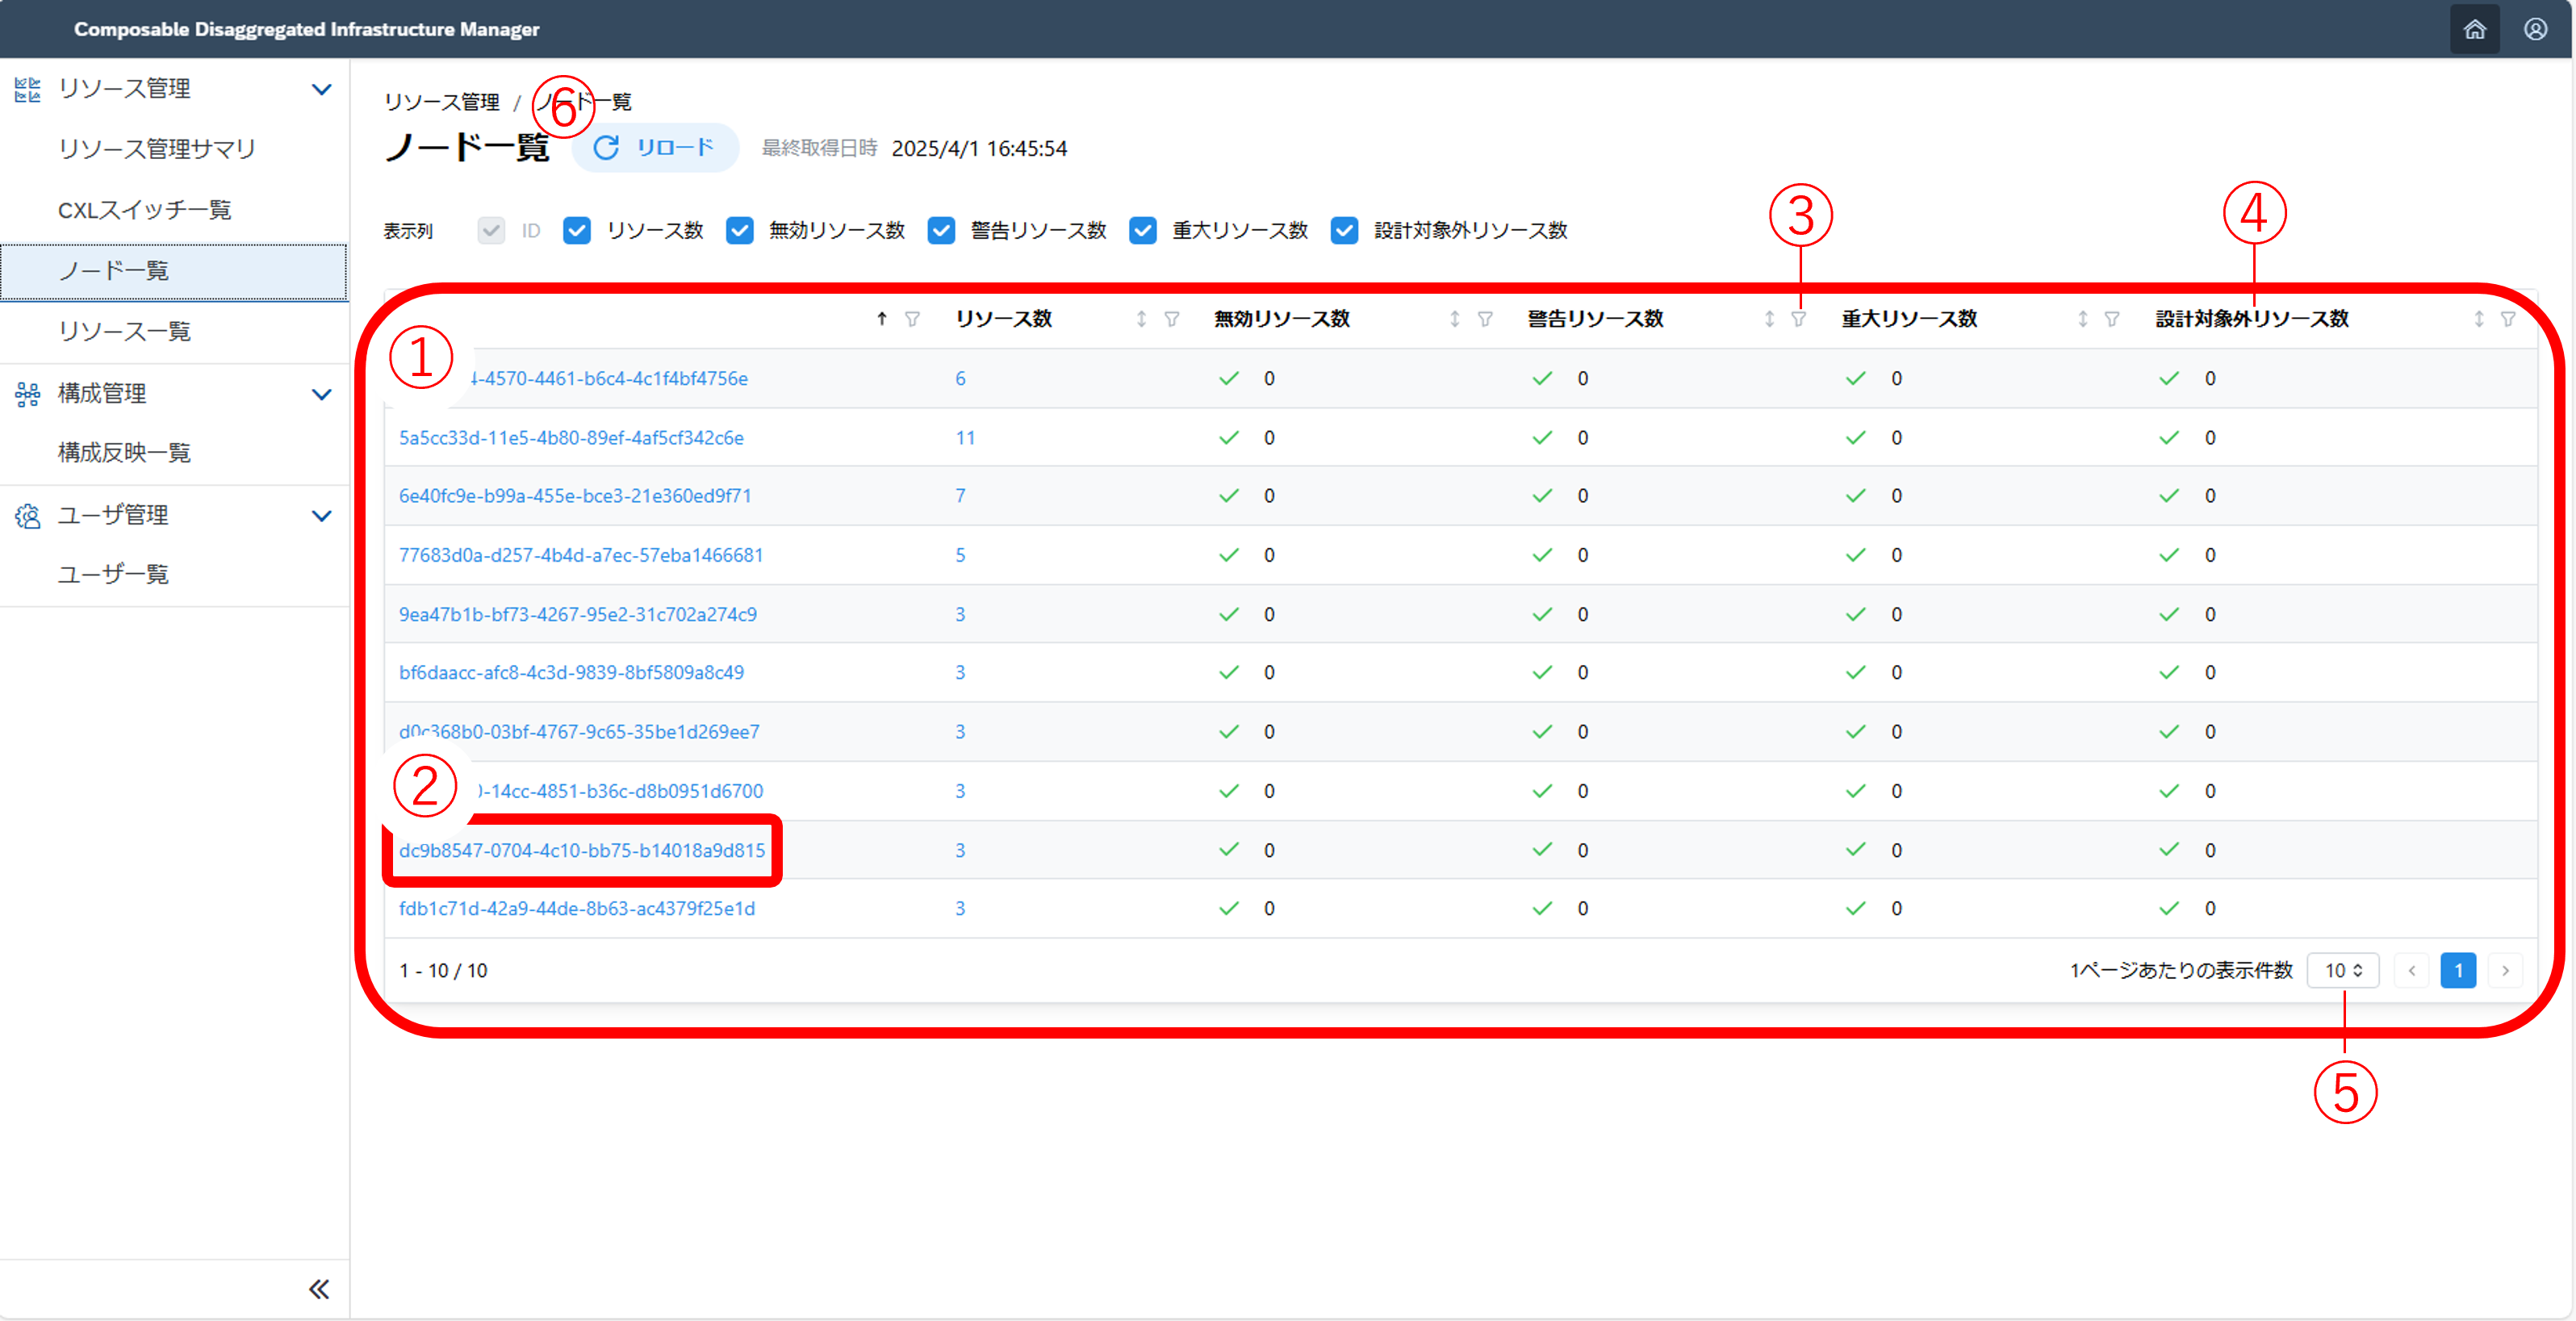 Composable Disaggregated Infrastructure Manager
リソース管理
リソース管理サマリ
CXLスイッチ一覧
ノード一覧
リソース一覧
構成管理
構成反映一覧
ユーザ管理
ユーザ一覧
リソース管理 / ノード一覧
⑥
ノード一覧 リロード 最終取得日時 2025/4/1 16:45:54
表示列 ID リソース数 無効リソース数 警告リソース数 重大リソース数 設計対象外リソース数
③ ④
リソース数 無効リソース数 警告リソース数 重大リソース数 設計対象外リソース数
①
-4570-4461-b6c4-4c1f4bf4756e 6 0 0 0 0
5a5cc33d-11e5-4b80-89ef-4af5cf342c6e 11 0 0 0 0
6e40fc9e-b99a-455e-bce3-21e360ed9f71 7 0 0 0 0
77683d0a-d257-4b4d-a7ec-57eba1466681 5 0 0 0 0
9ea47b1b-bf73-4267-95e2-31c702a274c9 3 0 0 0 0
bf6daacc-afc8-4c3d-9839-8bf5809a8c49 3 0 0 0 0
d0c368b0-03bf-4767-9c65-35be1d269ee7 3 0 0 0 0
②
-14cc-4851-b36c-d8b0951d6700 3 0 0 0 0
dc9b8547-0704-4c10-bb75-b14018a9d815 3 0 0 0 0
fdb1c71d-42a9-44de-8b63-ac4379f25e1d 3 0 0 0 0
1 - 10 / 10 1ページあたりの表示件数 10 1
⑤